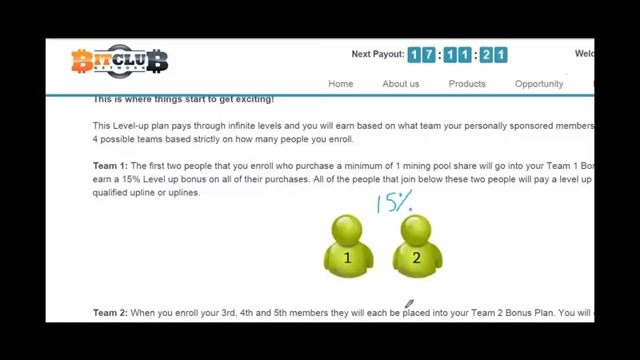 BITCLUB
NETWORK
Next Payout: 17:11:21
Welc
Home About us Products Opportunity
This is where things start to get exciting!
This Level-up plan pays through infinite levels and you will earn based on what team your personally sponsored members
4 possible teams based strictly on how many people you enroll.
Team 1: The first two people that you enroll who purchase a minimum of 1 mining pool share will go into your Team 1 Bon
earn a 15% Level up bonus on all of their purchases. All of the people that join below these two people will pay a level up
qualified upline or uplines.
15%
1 2
Team 2: When you enroll your 3rd, 4th and 5th members they will each be placed into your Team 2 Bonus Plan. You will